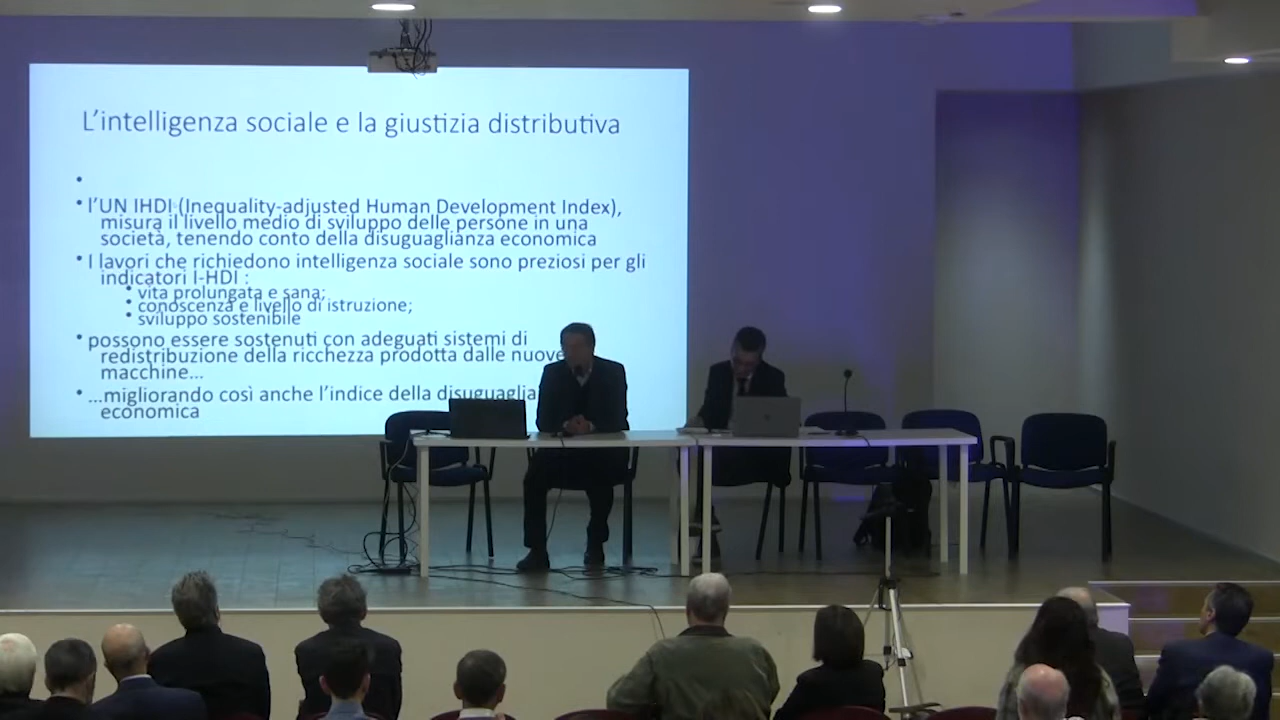 L'intelligenza sociale e la giustizia distributiva
•
• l'UN IHDI (Inequality-adjusted Human Development Index),
misura il livello medio di sviluppo delle persone in una
società, tenendo conto della disuguaglianza economica
• I lavori che richiedono intelligenza sociale sono preziosi per gli
indicatori I-HDI :
• vita prolungata e sana;
• conoscenza e livello di istruzione;
• sviluppo sostenibile
• possono essere sostenuti con adeguati sistemi di
redistribuzione della ricchezza prodotta dalle nuove
macchine...
• ...migliorando così anche l'indice della disuguaglia
economica